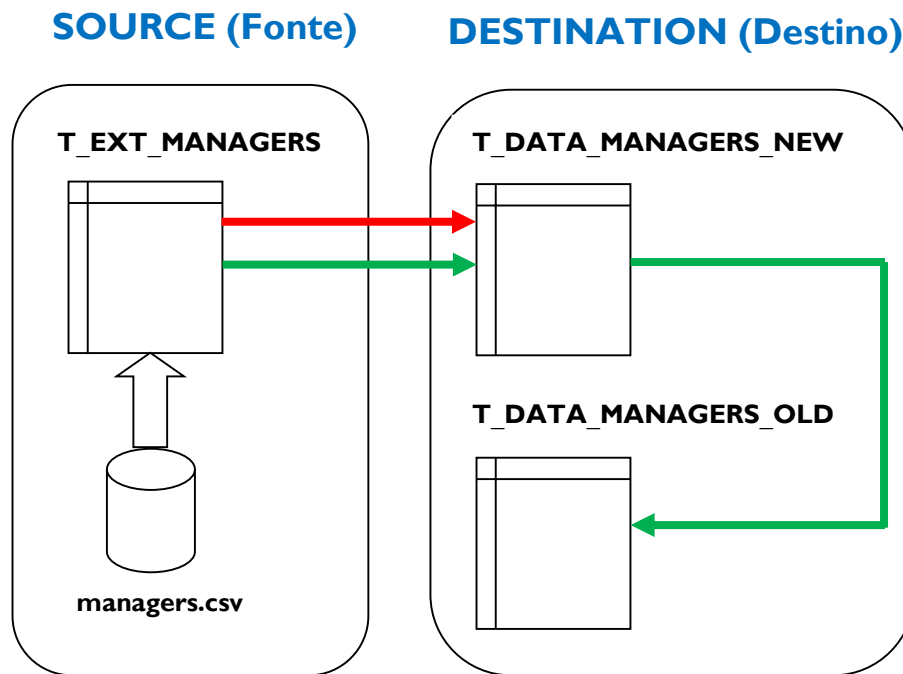 SOURCE (Fonte)
DESTINATION (Destino)
T_EXT_MANAGERS
T_DATA_MANAGERS_NEW
T_DATA_MANAGERS_OLD
managers.csv